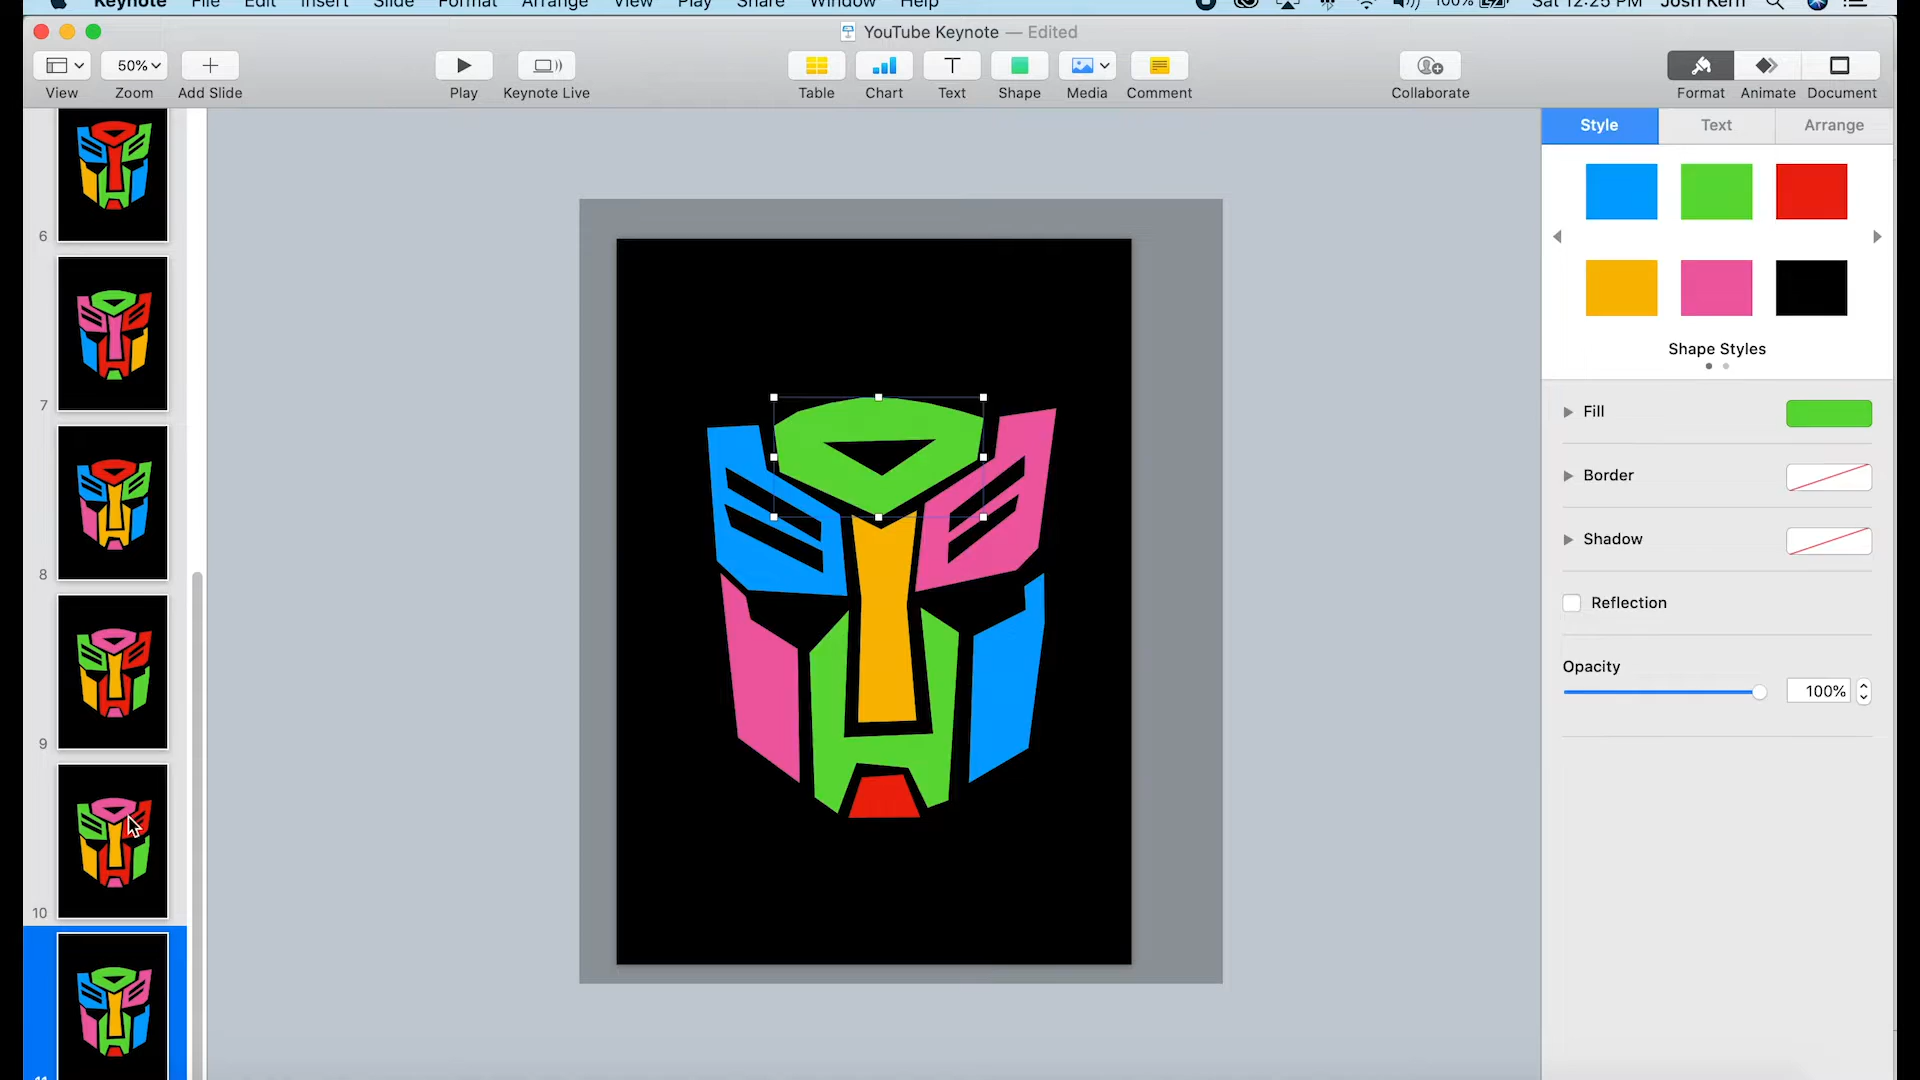 Keynote File Edit Insert Slide Format Arrange View Play Share Window Help 100% Sat 12:25 PM Josh Kern
YouTube Keynote — Edited
50%
View Zoom Add Slide Play Keynote Live Table Chart Text Shape Media Comment Collaborate Format Animate Document
Style Text Arrange
Shape Styles
Fill
Border
Shadow
Reflection
Opacity
100%
6
7
8
9
10
11